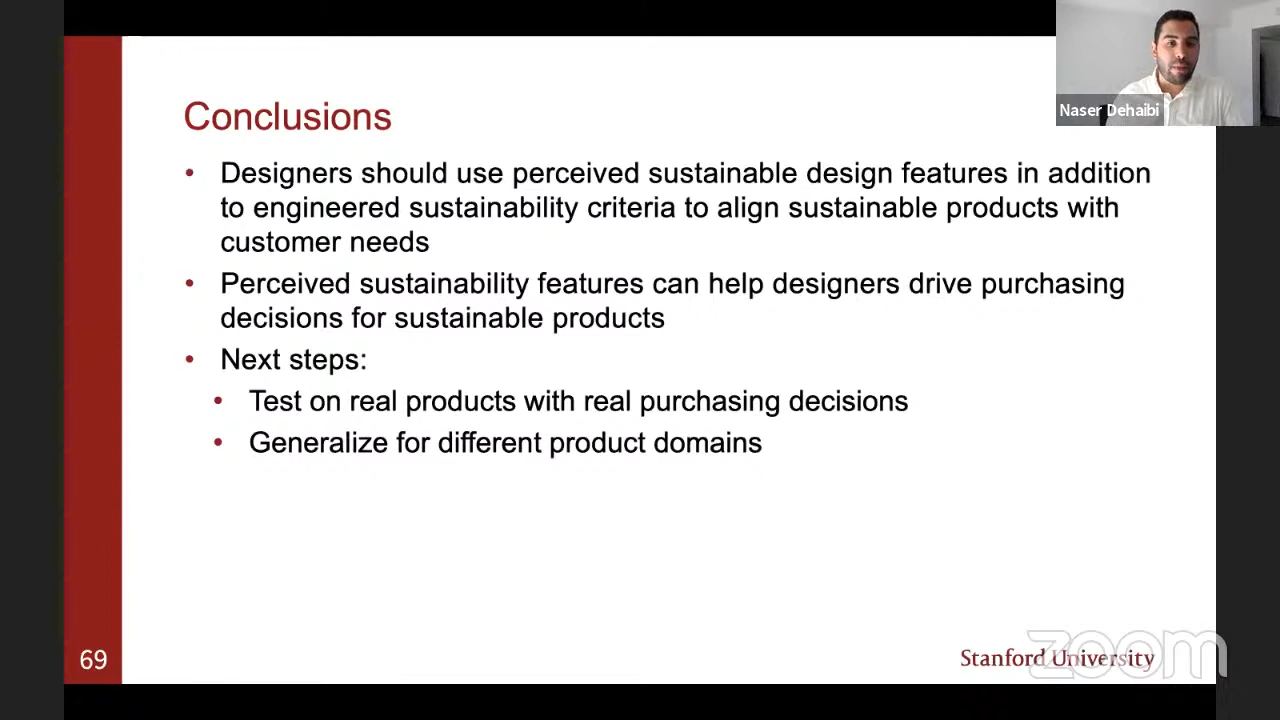 Naser Dehaibi
Conclusions
• Designers should use perceived sustainable design features in addition
to engineered sustainability criteria to align sustainable products with
customer needs
• Perceived sustainability features can help designers drive purchasing
decisions for sustainable products
• Next steps:
• Test on real products with real purchasing decisions
• Generalize for different product domains
69
Stanford University
zoom